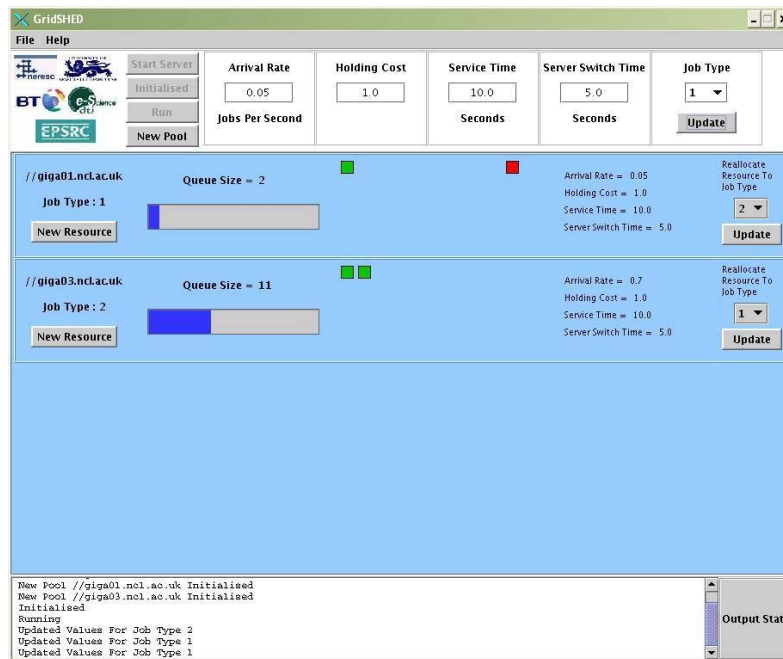 GridSHED
File Help
neresc
BT
e-Science
EPSRC
Start Server
Initialised
Run
New Pool
Arrival Rate
0.05
Jobs Per Second
Holding Cost
1.0
Service Time
10.0
Seconds
Server Switch Time
5.0
Seconds
Job Type
1
Update
//giga01.ncl.ac.uk
Job Type : 1
New Resource
Queue Size = 2
Arrival Rate = 0.05
Holding Cost = 1.0
Service Time = 10.0
Server Switch Time = 5.0
Reallocate
Resource To
Job Type
2
Update
//giga03.ncl.ac.uk
Job Type : 2
New Resource
Queue Size = 11
Arrival Rate = 0.7
Holding Cost = 1.0
Service Time = 10.0
Server Switch Time = 5.0
Reallocate
Resource To
Job Type
1
Update
New Pool //giga01.ncl.ac.uk Initialised
New Pool //giga03.ncl.ac.uk Initialised
Initialised
Running
Updated Values For Job Type 2
Updated Values For Job Type 1
Updated Values For Job Type 1
Output Stat